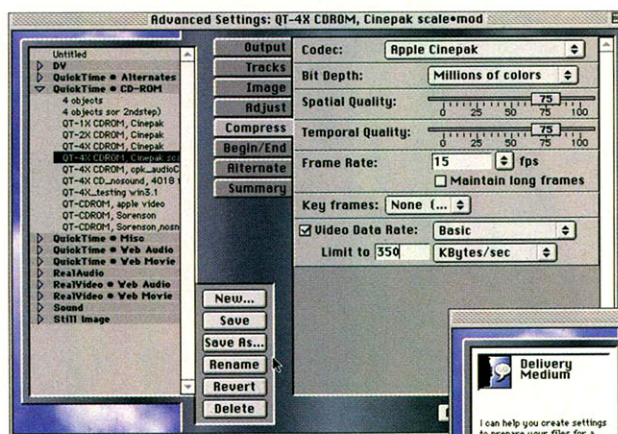 Advanced Settings: QT-4X CDROM, Cinepak scale•mod
Untitled
DV
QuickTime • Alternates
QuickTime • CD-ROM
4 objects
4 objects sor 2ndstep)
QT-1X CDROM, Cinepak
QT-2X CDROM, Cinepak
QT-4X CDROM, Cinepak
QT-4X CDROM, Cinepak sca
QT-4X CDROM, cpk_audioC
QT-4X CD_nosound, 4018
QT-4X_testing win3.1
QT-CDROM, apple video
QT-CDROM, Sorenson
QT-CDROM, Sorenson,nosn
QuickTime • Misc
QuickTime • Web Audio
QuickTime • Web Movie
RealAudio
RealVideo • Web Audio
RealVideo • Web Movie
Sound
Still Image
Output
Tracks
Image
Adjust
Compress
Begin/End
Alternate
Summary
New...
Save
Save As...
Rename
Revert
Delete
Codec: Apple Cinepak
Bit Depth: Millions of colors
Spatial Quality: 75
0 25 50 75 100
Temporal Quality: 75
0 25 50 75 100
Frame Rate: 15 fps
Maintain long frames
Key frames: None (...
Video Data Rate: Basic
Limit to 350 KBytes/sec
Delivery
Medium
I can help you create settings
to prepare your files for a